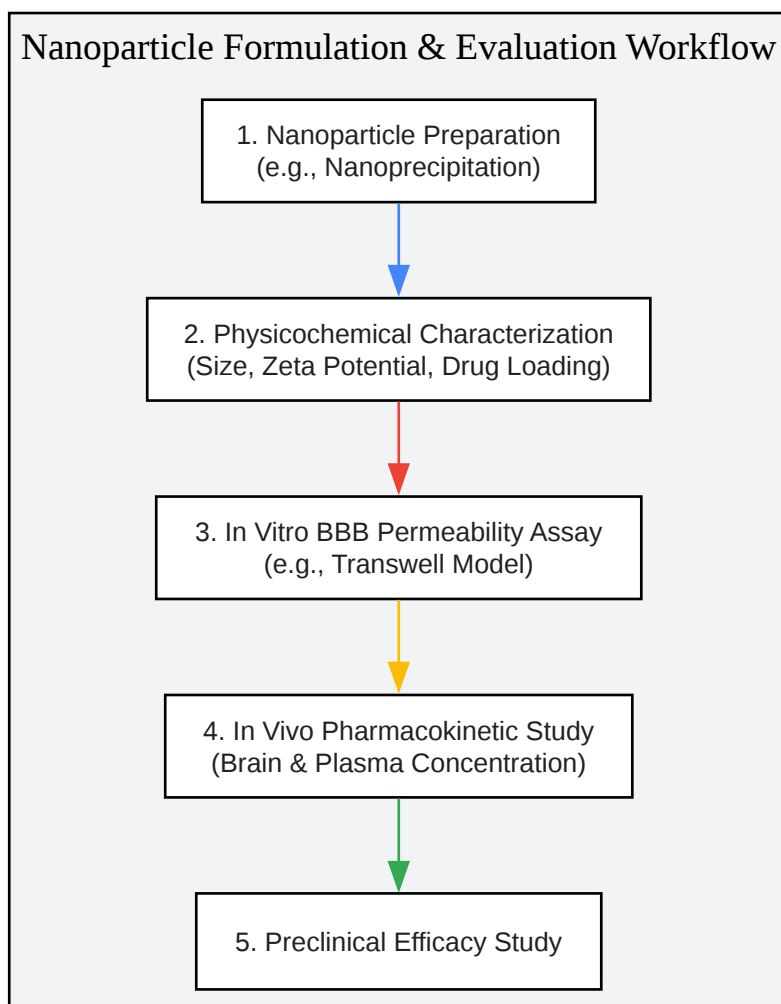 Nanoparticle Formulation & Evaluation Workflow
1. Nanoparticle Preparation
(e.g., Nanoprecipitation)
2. Physicochemical Characterization
(Size, Zeta Potential, Drug Loading)
3. In Vitro BBB Permeability Assay
(e.g., Transwell Model)
4. In Vivo Pharmacokinetic Study
(Brain & Plasma Concentration)
5. Preclinical Efficacy Study